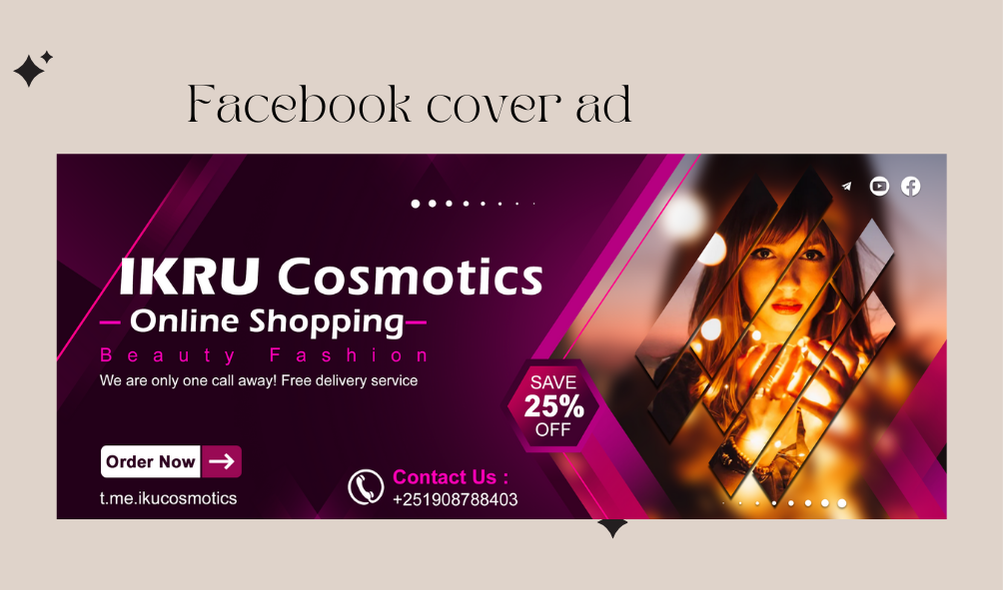 Facebook cover ad
IKRU Cosmotics
Online Shopping
Beauty Fashion
We are only one call away! Free delivery service
SAVE
25%
OFF
Order Now
t.me.ikucosmotics
Contact Us :
+251908788403